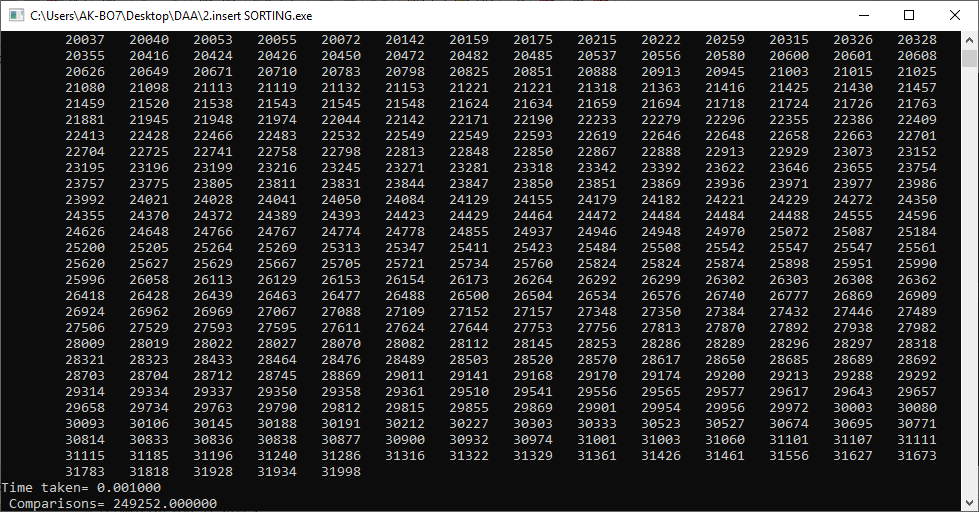 C:\Users\AK-BO7\Desktop\DAA\2.insert SORTING.exe
20037 20040 20053 20055 20072 20142 20159 20175 20215 20222 20259 20315 20326 20328
20355 20416 20424 20426 20450 20472 20482 20485 20537 20556 20580 20600 20601 20608
20626 20649 20671 20710 20783 20798 20825 20851 20888 20913 20945 21003 21015 21025
21080 21098 21113 21119 21132 21153 21221 21221 21318 21363 21416 21425 21430 21457
21459 21520 21538 21543 21545 21548 21624 21634 21659 21694 21718 21724 21726 21763
21881 21945 21948 21974 22044 22142 22171 22190 22233 22279 22296 22355 22386 22409
22413 22428 22466 22483 22532 22549 22549 22593 22619 22646 22648 22658 22663 22701
22704 22725 22741 22758 22798 22813 22848 22850 22867 22888 22913 22929 23073 23152
23195 23196 23199 23216 23245 23271 23281 23318 23342 23392 23622 23646 23655 23754
23757 23775 23805 23811 23831 23844 23847 23850 23851 23869 23936 23971 23977 23986
23992 24021 24028 24041 24050 24084 24129 24155 24179 24182 24221 24229 24272 24350
24355 24370 24372 24389 24393 24423 24429 24464 24472 24484 24484 24488 24555 24596
24626 24648 24766 24767 24774 24778 24855 24937 24946 24948 24970 25072 25087 25184
25200 25205 25264 25269 25313 25347 25411 25423 25484 25508 25542 25547 25547 25561
25620 25627 25629 25667 25705 25721 25734 25760 25824 25824 25874 25898 25951 25990
25996 26058 26113 26129 26153 26154 26173 26264 26292 26299 26302 26303 26308 26362
26418 26428 26439 26463 26477 26488 26500 26504 26534 26576 26740 26777 26869 26909
26924 26962 26969 27067 27088 27109 27152 27157 27348 27350 27384 27432 27446 27489
27506 27529 27593 27595 27611 27624 27644 27753 27756 27813 27870 27892 27938 27982
28009 28019 28022 28027 28070 28082 28112 28145 28253 28286 28289 28296 28297 28318
28321 28323 28433 28464 28476 28489 28503 28520 28570 28617 28650 28685 28689 28692
28703 28704 28712 28745 28869 29011 29141 29168 29170 29174 29200 29213 29288 29292
29314 29334 29337 29350 29358 29361 29510 29541 29556 29565 29577 29617 29643 29657
29658 29734 29763 29790 29812 29815 29855 29869 29901 29954 29956 29972 30003 30080
30093 30106 30145 30188 30191 30212 30227 30303 30333 30523 30527 30674 30695 30771
30814 30833 30836 30838 30877 30900 30932 30974 31001 31003 31060 31101 31107 31111
31115 31185 31196 31240 31286 31316 31322 31329 31361 31426 31461 31556 31627 31673
31783 31818 31928 31934 31998
Time taken= 0.001000
Comparisons= 249252.000000